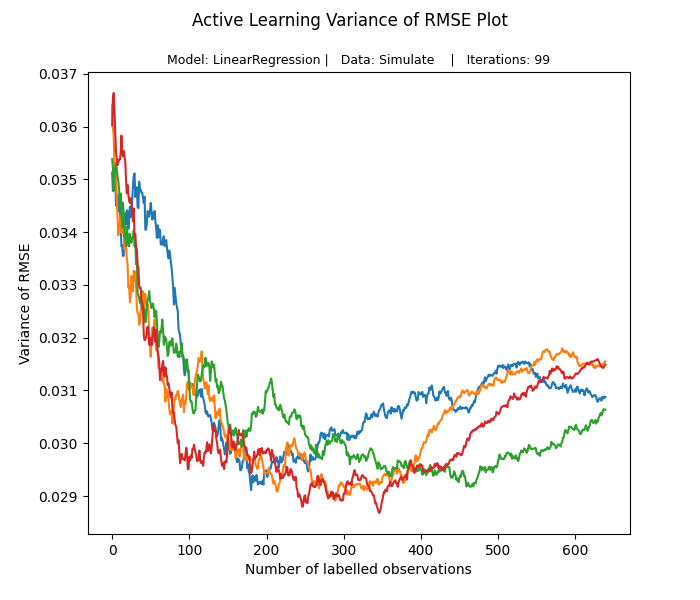 Active Learning Variance of RMSE Plot
Model: LinearRegression |   Data: Simulate    |   Iterations: 99
0.037
0.036
0.035
0.034
0.033
0.032
0.031
0.030
0.029
Variance of RMSE
0 100 200 300 400 500 600
Number of labelled observations